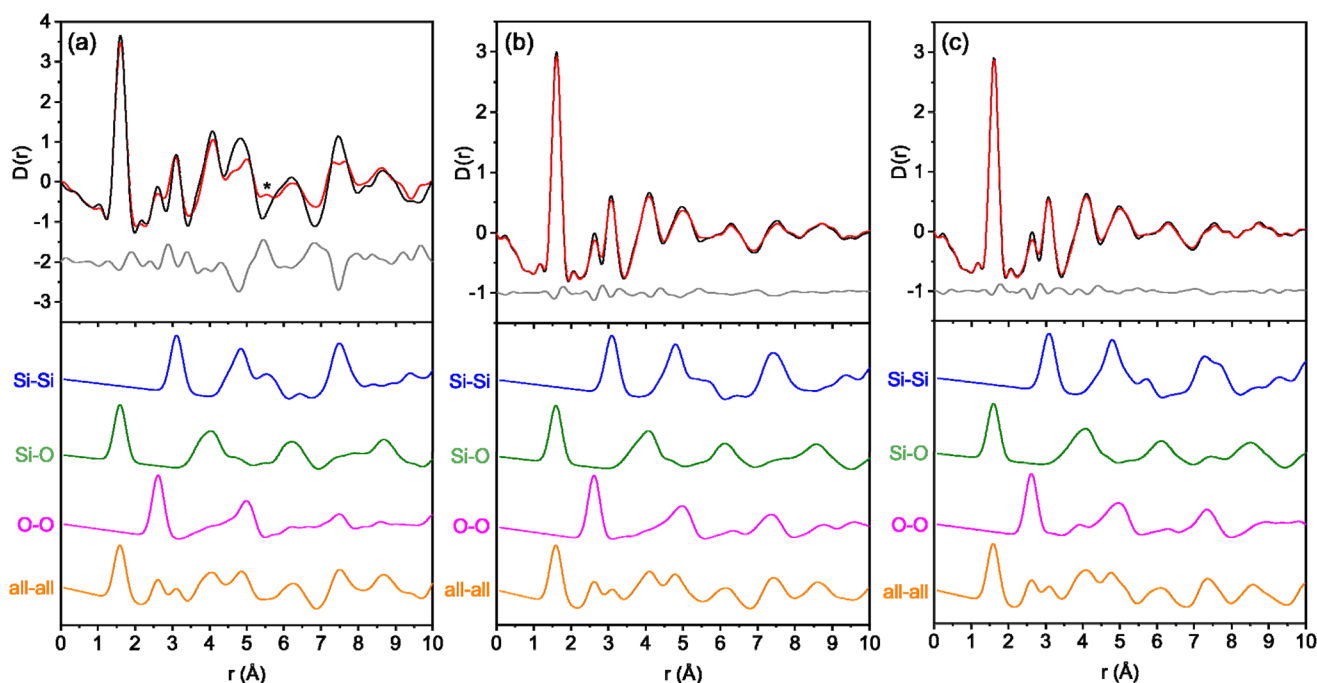 (a)
(b)
(c)
D(r)
4
3
2
1
0
-1
-2
-3
*
D(r)
3
2
1
0
-1
D(r)
3
2
1
0
-1
Si-Si
Si-O
O-O
all-all
Si-Si
Si-O
O-O
all-all
Si-Si
Si-O
O-O
all-all
0 1 2 3 4 5 6 7 8 9 10
r (Å)
0 1 2 3 4 5 6 7 8 9 10
r (Å)
0 1 2 3 4 5 6 7 8 9 10
r (Å)